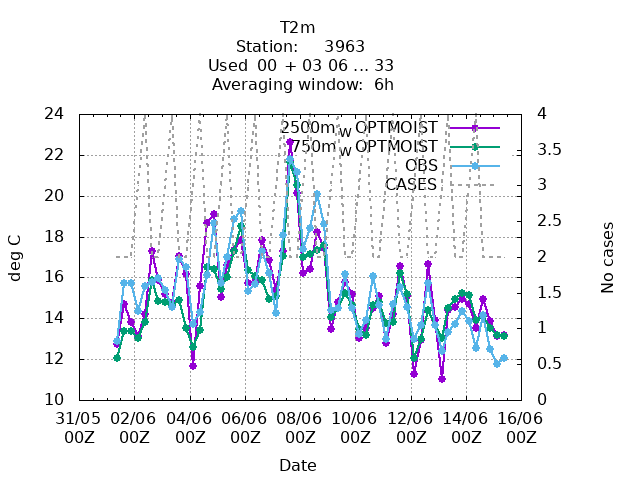 T2m
Station: 3963
Used 00 + 03 06 ... 33
Averaging window: 6h
24
22
20
18
16
14
12
10
4
3.5
3
2.5
2
1.5
1
0.5
0
deg C
No cases
2500m_W OPTMOIST
750m_W OPTMOIST
OBS
CASES
31/05 02/06 04/06 06/06 08/06 10/06 12/06 14/06 16/06
00Z 00Z 00Z 00Z 00Z 00Z 00Z 00Z 00Z
Date